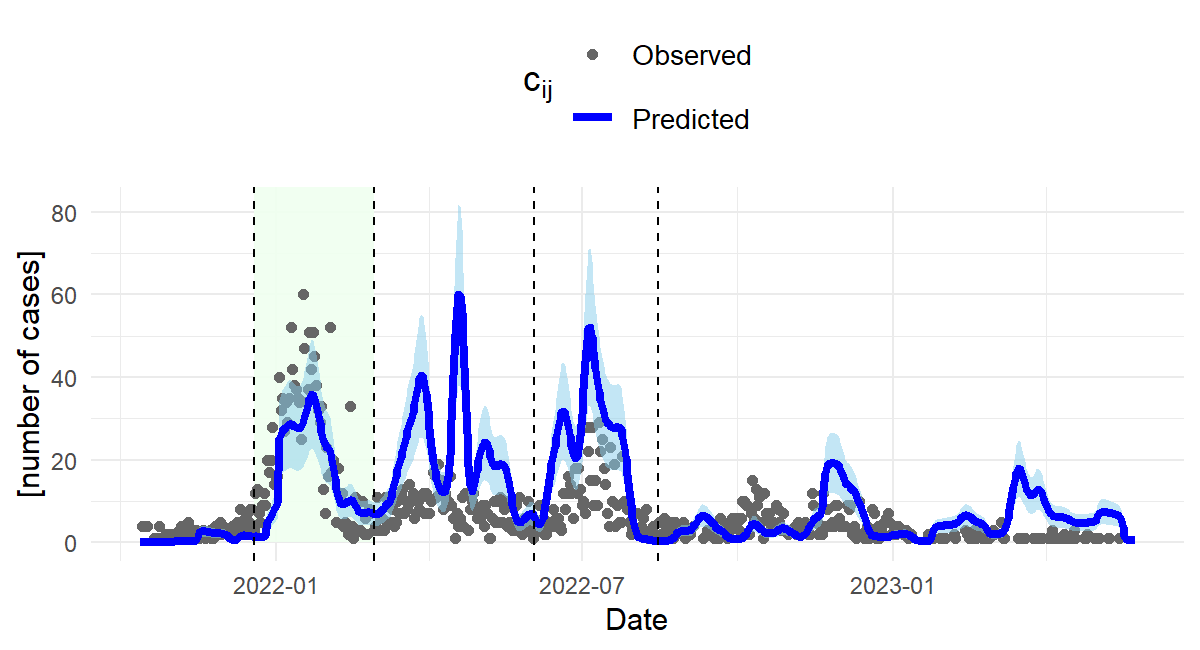 Observed
c_ij
Predicted
80
60
40
20
0
[number of cases]
2022-01
2022-07
2023-01
Date